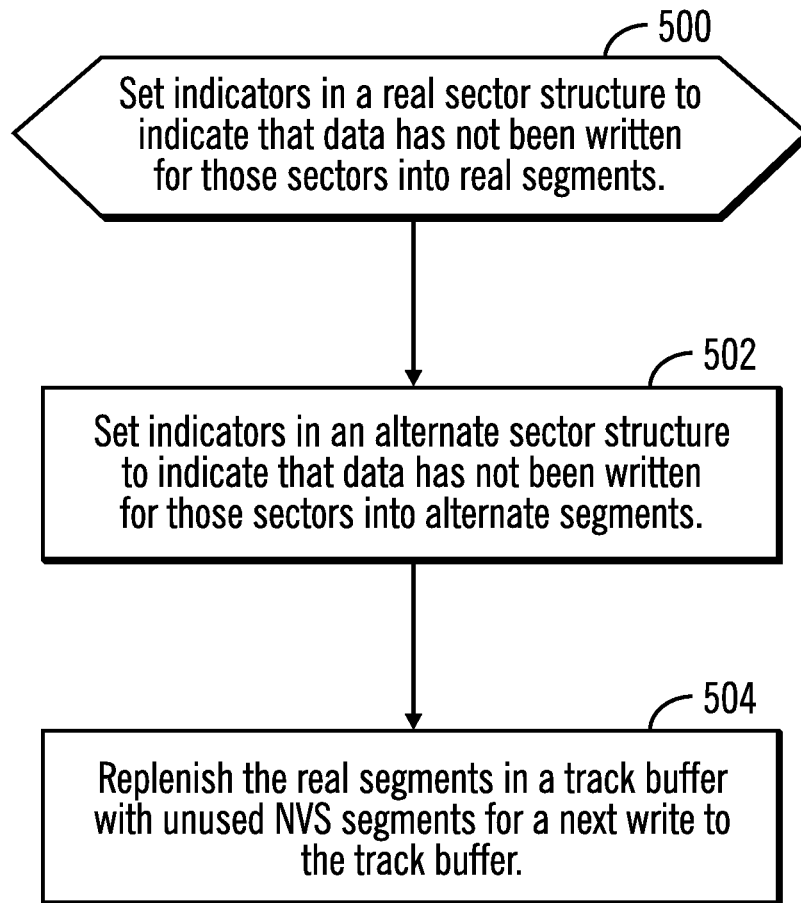 500
Set indicators in a real sector structure to
indicate that data has not been written
for those sectors into real segments.
502
Set indicators in an alternate sector structure
to indicate that data has not been written
for those sectors into alternate segments.
504
Replenish the real segments in a track buffer
with unused NVS segments for a next write to
the track buffer.